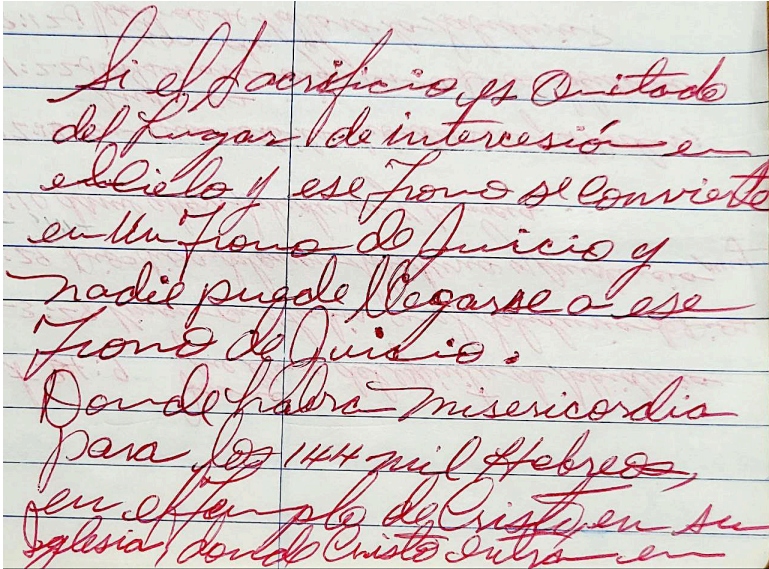 Si el Sacrificio, es Quitado
del Lugar de intercesión en
el Cielo y ese Trono se Convierte
en Un Trono de Juicio y
nadie puede llegarse a ese
Trono de Juicio.
Donde habra misericordia
para los 144 mil Hebreos,
en el Templo de Cristo en su
Iglesia, donde Cristo entra en